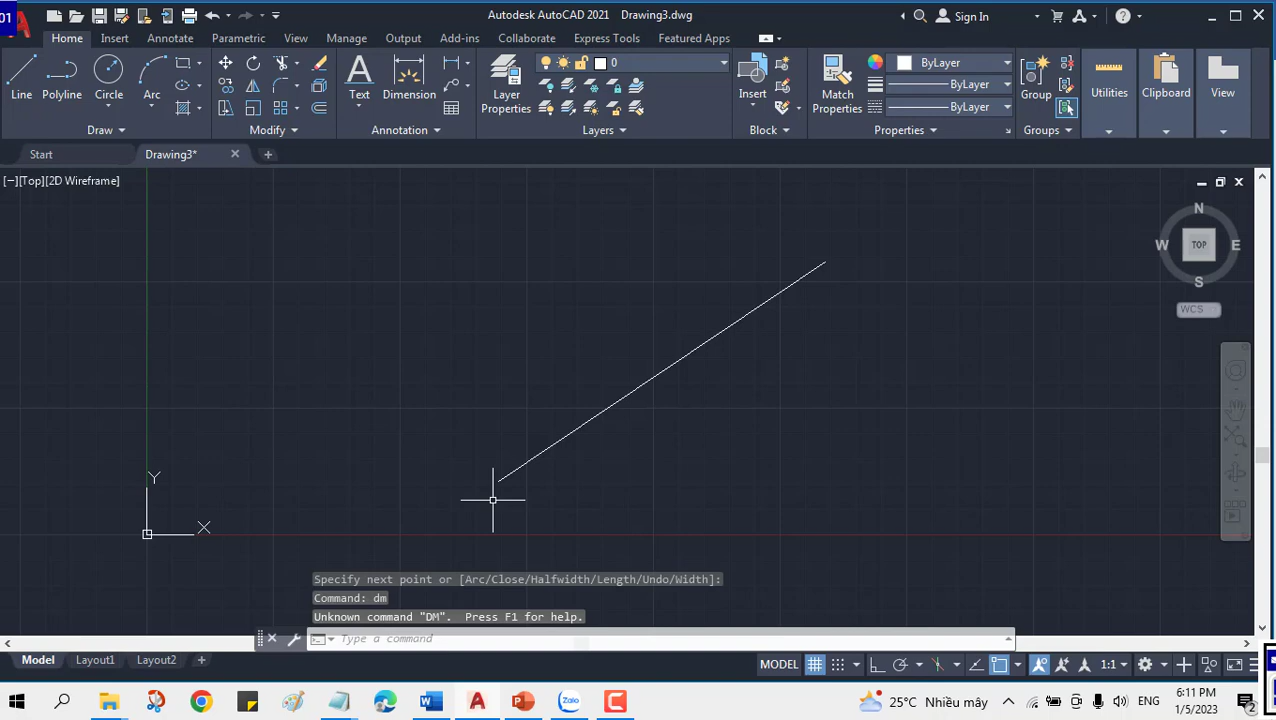 01
Autodesk AutoCAD 2021 Drawing3.dwg
Sign In
Home Insert Annotate Parametric View Manage Output Add-ins Collaborate Express Tools Featured Apps
Line Polyline Circle Arc
Text Dimension
Layer Properties
0
Insert
Match Properties
ByLayer
ByLayer
ByLayer
Group
Utilities
Clipboard
View
Draw Modify Annotation Layers Block Properties Groups
Start Drawing3*
[−][Top][2D Wireframe]
N
W TOP E
S
WCS
Y
X
Specify next point or [Arc/Close/Halfwidth/Length/Undo/Width]:
Command: dm
Unknown command "DM". Press F1 for help.
Type a command
Model Layout1 Layout2
MODEL 1:1
25°C Nhiều mây
ENG
6:11 PM
1/5/2023
2